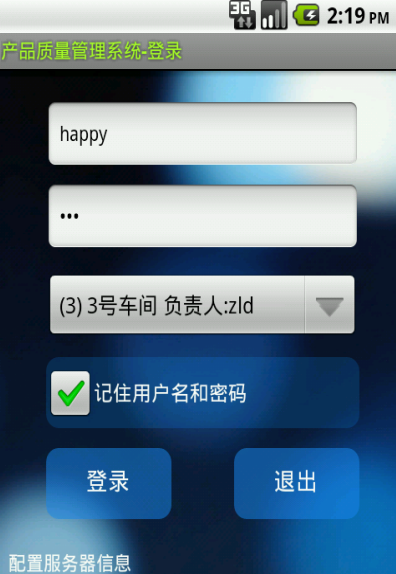 3G 2:19 PM
产品质量管理系统-登录
happy
•••
(3) 3号车间 负责人:zld
记住用户名和密码
登录 退出
配置服务器信息